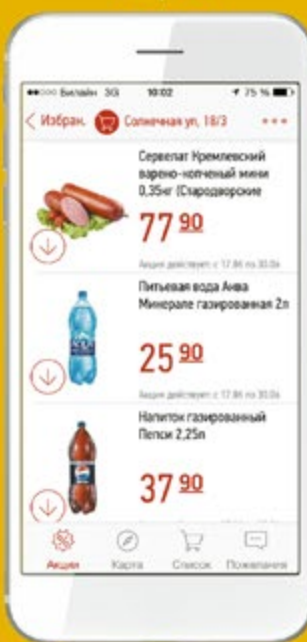 Билайн 3G 10:02 75 %
Избран. Солнечная ул, 18/3
Сервелат Кремлевский
варено-копченый мини
0,35кг (Стародворские
77 90
Акция действует: с 17.06 по 30.06
Питьевая вода Аква
Минерале газированная 2л
25 90
Акция действует: с 17.06 по 30.06
Напиток газированный
Пепси 2,25л
37 90
Акции Карта Список Пожелания